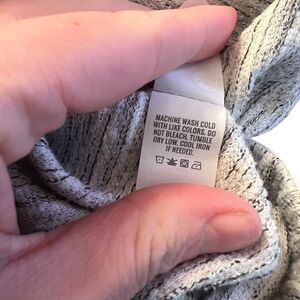 MACHINE WASH COLD
WITH LIKE COLORS. DO
NOT BLEACH. TUMBLE
DRY LOW. COOL IRON
IF NEEDED.